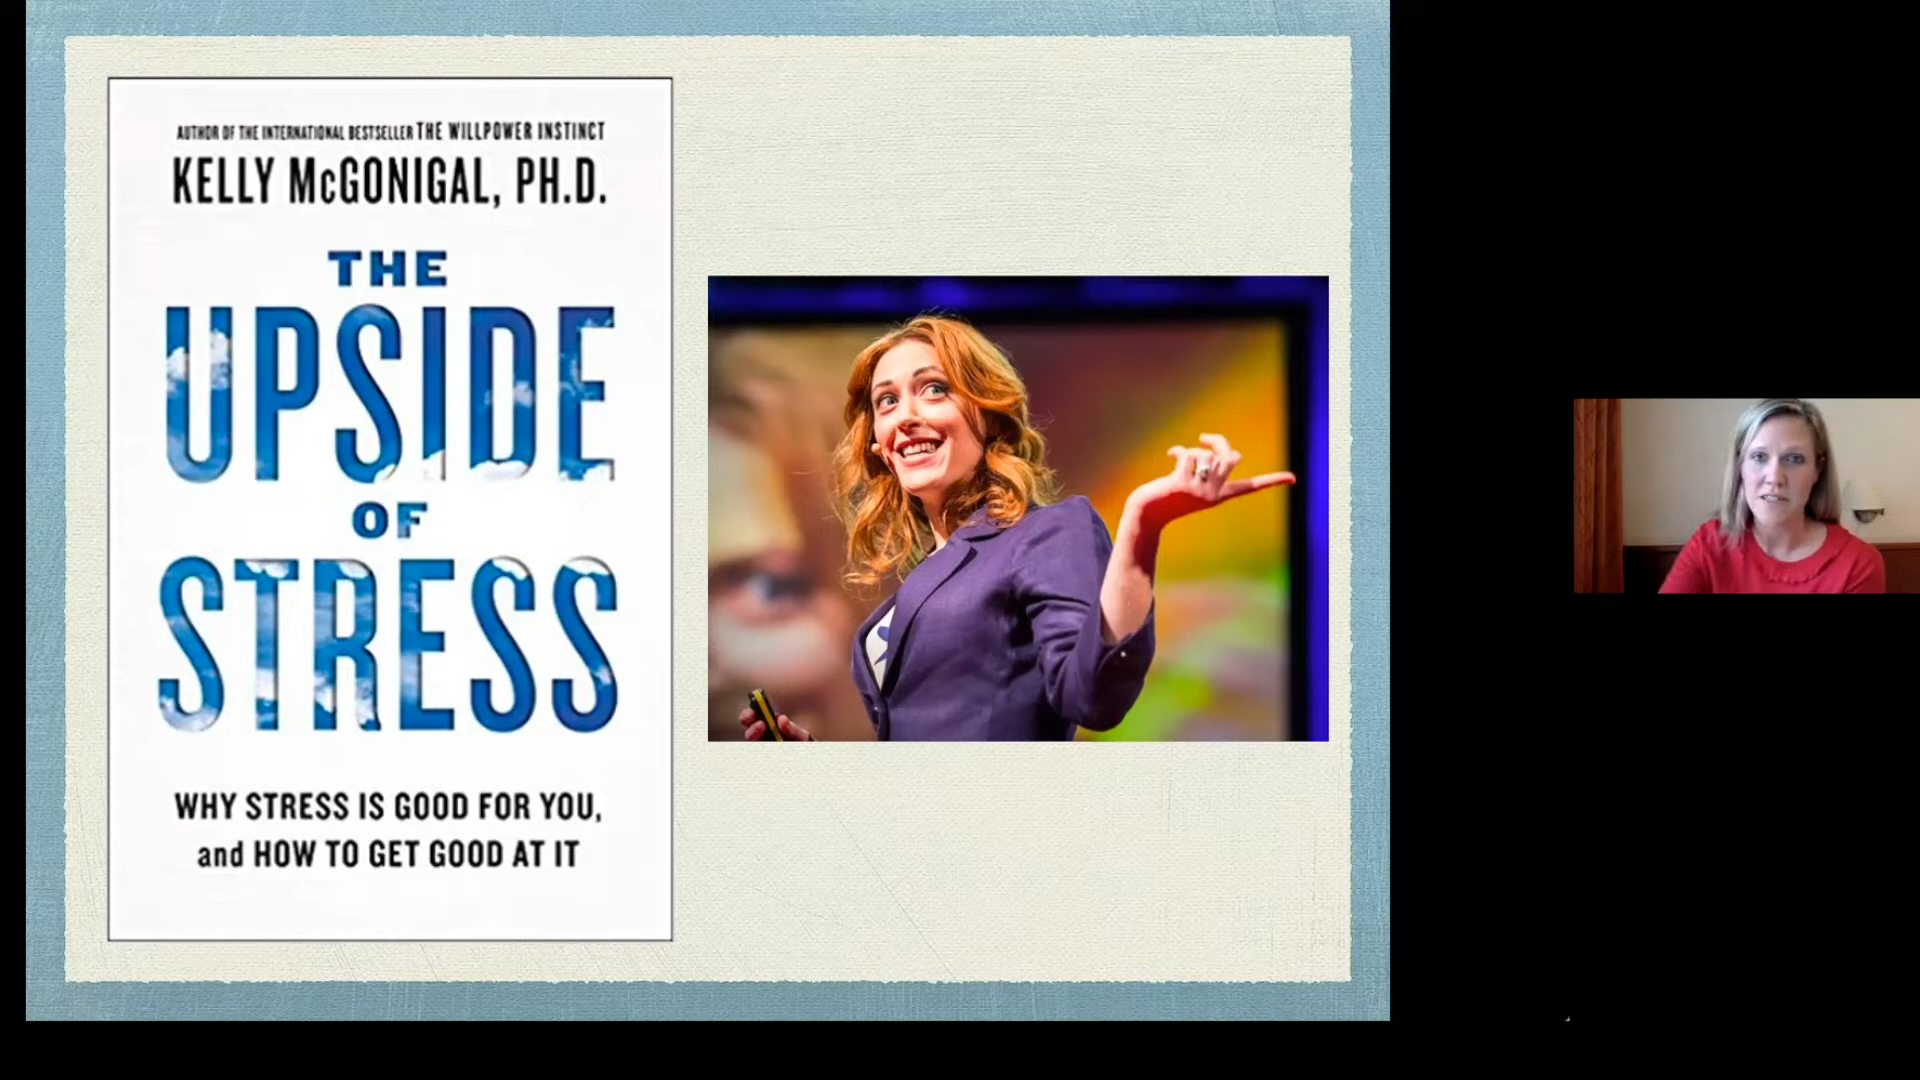 AUTHOR OF THE INTERNATIONAL BESTSELLER THE WILLPOWER INSTINCT
KELLY McGONIGAL, PH.D.
THE
UPSIDE
OF
STRESS
WHY STRESS IS GOOD FOR YOU,
and HOW TO GET GOOD AT IT